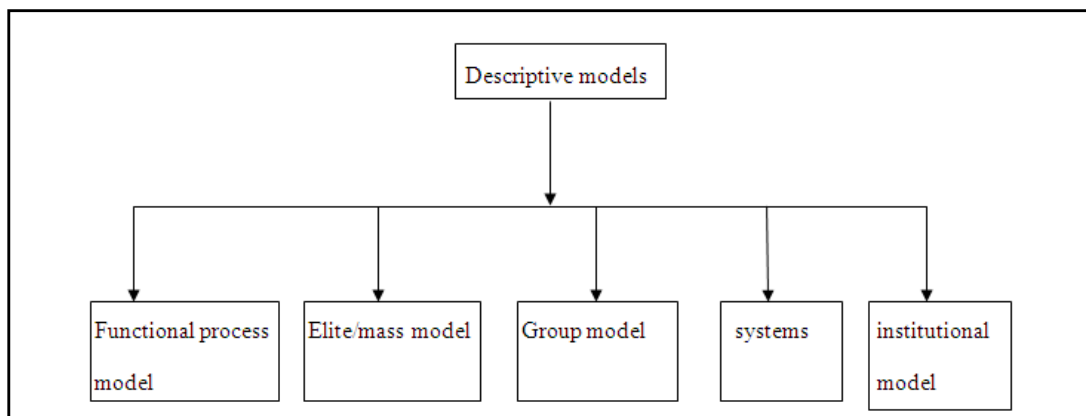 Descriptive models
Functional process
model
Elite/mass model
Group model
systems
institutional
model